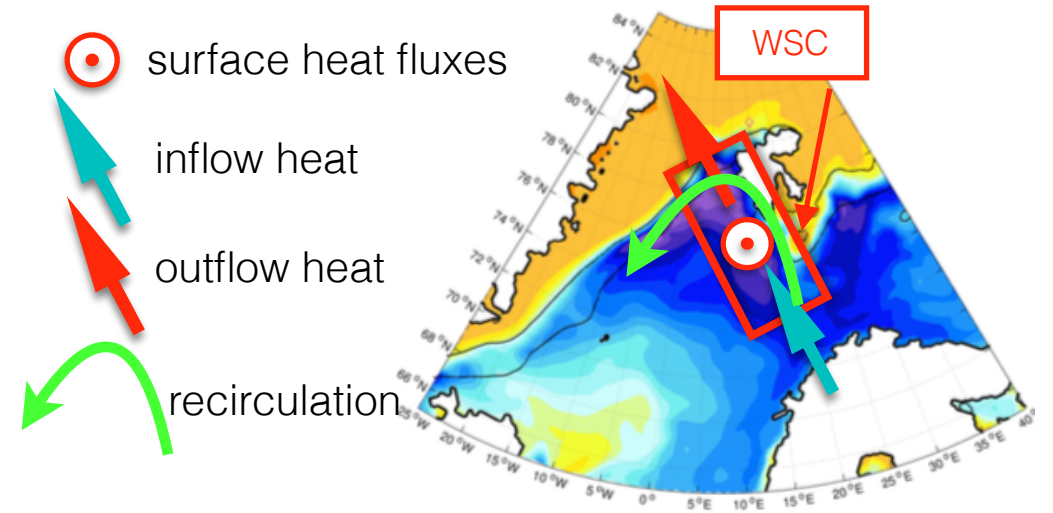 surface heat fluxes
inflow heat
outflow heat
recirculation
WSC
84°N
82°N
80°N
78°N
76°N
74°N
72°N
70°N
68°N
66°N
25°W
20°W
15°W
10°W
5°W
0°
5°E
10°E
15°E
20°E
25°E
30°E
35°E
40°